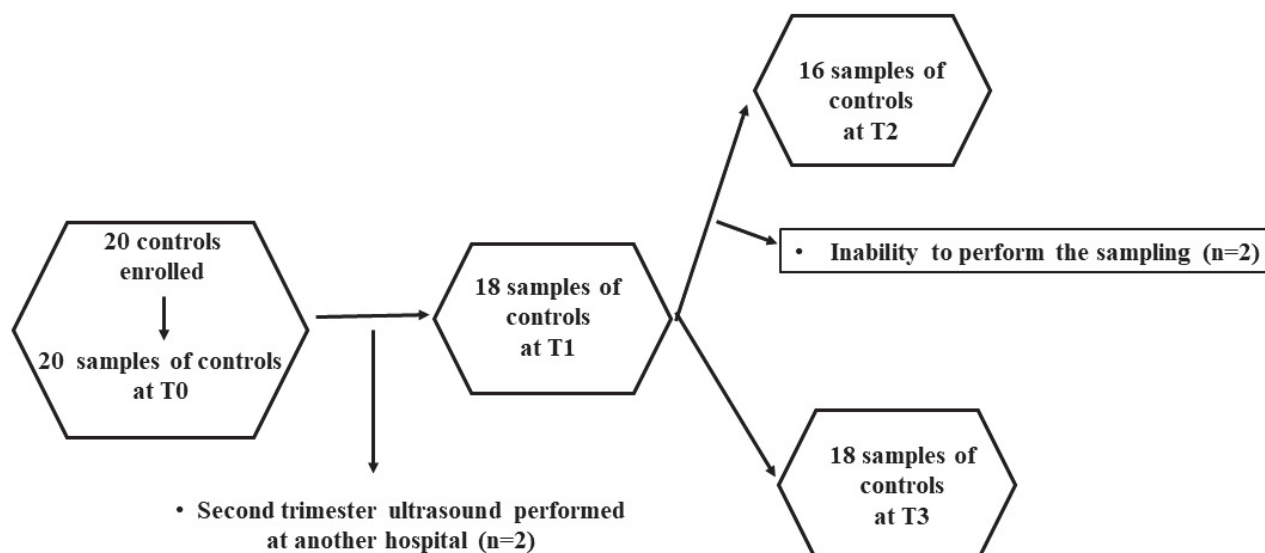 20 controls
enrolled
20 samples of controls
at T0
• Second trimester ultrasound performed
at another hospital (n=2)
18 samples of
controls
at T1
16 samples of
controls
at T2
• Inability to perform the sampling (n=2)
18 samples of
controls
at T3